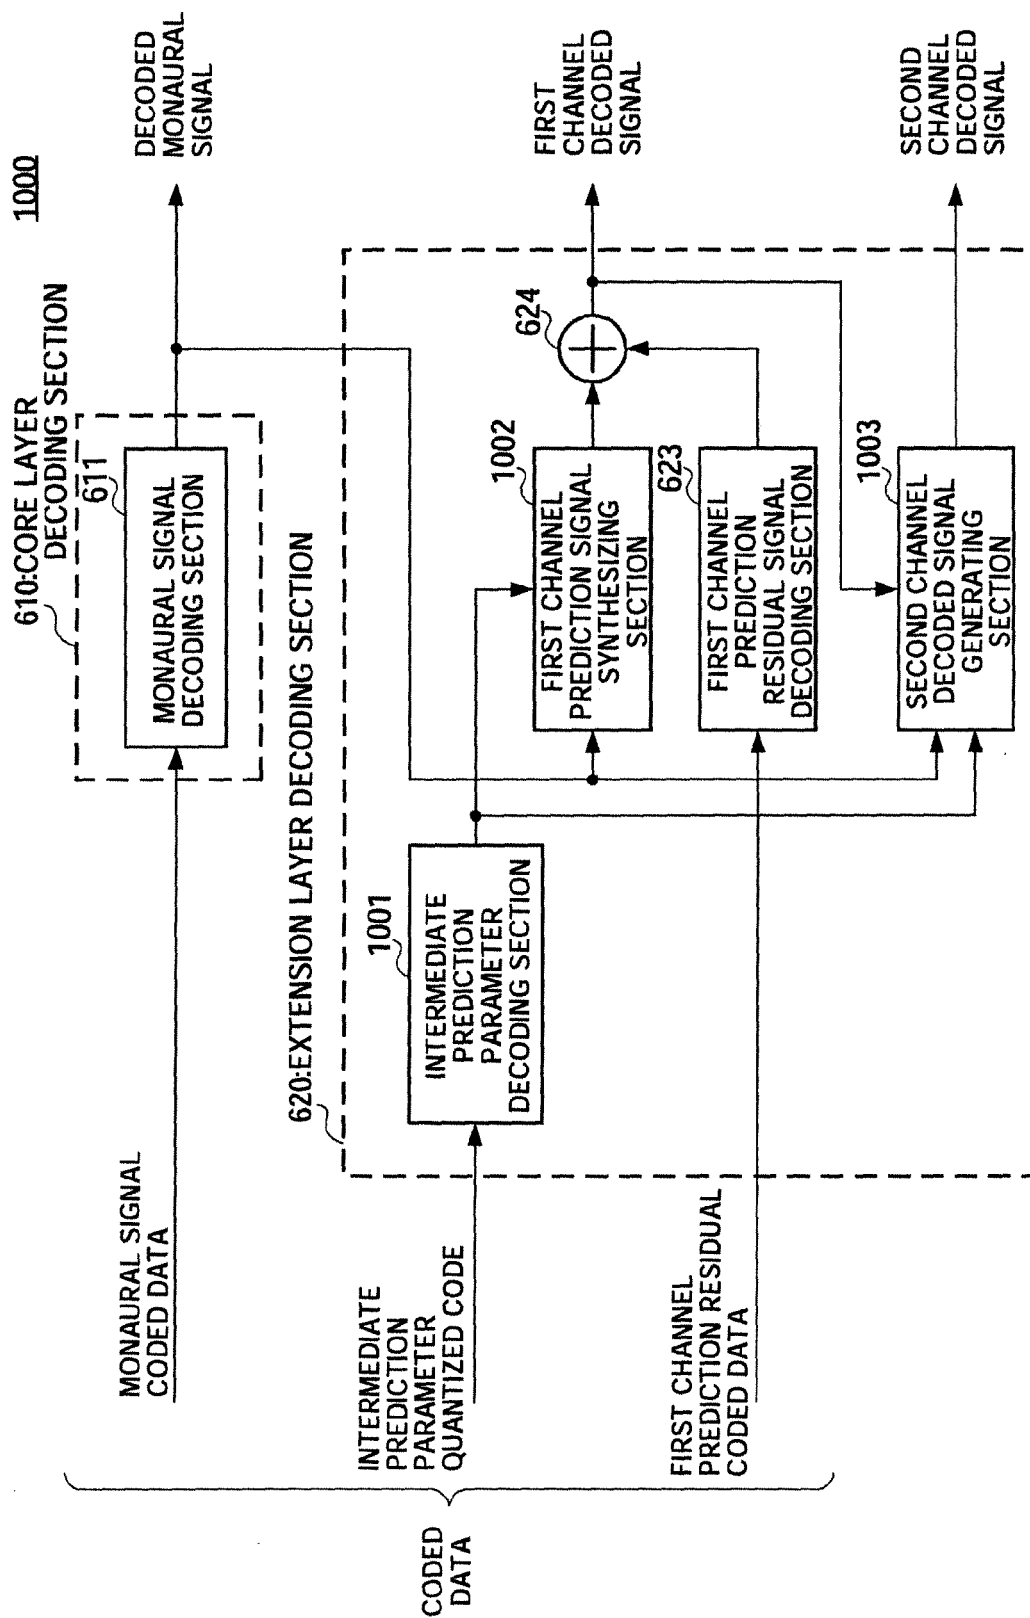 1000
610:CORE LAYER
DECODING SECTION
611
MONAURAL SIGNAL
DECODING SECTION
MONAURAL SIGNAL
CODED DATA
DECODED
MONAURAL
SIGNAL
620:EXTENSION LAYER DECODING SECTION
CODED
DATA
INTERMEDIATE
PREDICTION
PARAMETER
QUANTIZED CODE
1001
INTERMEDIATE
PREDICTION
PARAMETER
DECODING SECTION
1002
FIRST CHANNEL
PREDICTION SIGNAL
SYNTHESIZING
SECTION
624
FIRST
CHANNEL
DECODED
SIGNAL
FIRST CHANNEL
PREDICTION RESIDUAL
CODED DATA
623
FIRST CHANNEL
PREDICTION
RESIDUAL SIGNAL
DECODING SECTION
1003
SECOND CHANNEL
DECODED SIGNAL
GENERATING
SECTION
SECOND
CHANNEL
DECODED
SIGNAL